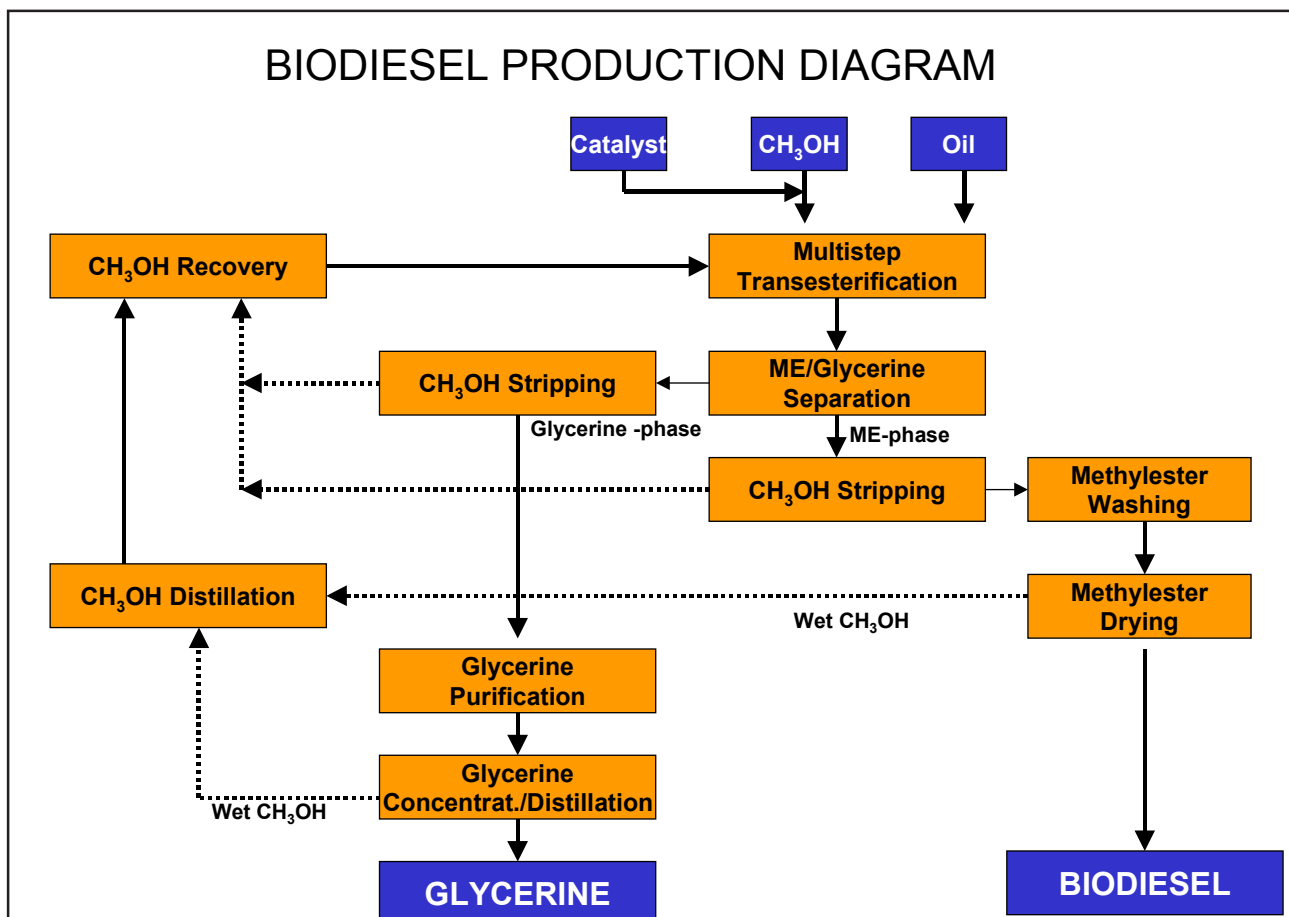 BIODIESEL PRODUCTION DIAGRAM
Catalyst
CH₃OH
Oil
CH₃OH Recovery
Multistep
Transesterification
CH₃OH Stripping
ME/Glycerine
Separation
Glycerine -phase
ME-phase
CH₃OH Stripping
Methylester
Washing
CH₃OH Distillation
Methylester
Drying
Wet CH₃OH
Glycerine
Purification
Glycerine
Concentrat./Distillation
Wet CH₃OH
GLYCERINE
BIODIESEL